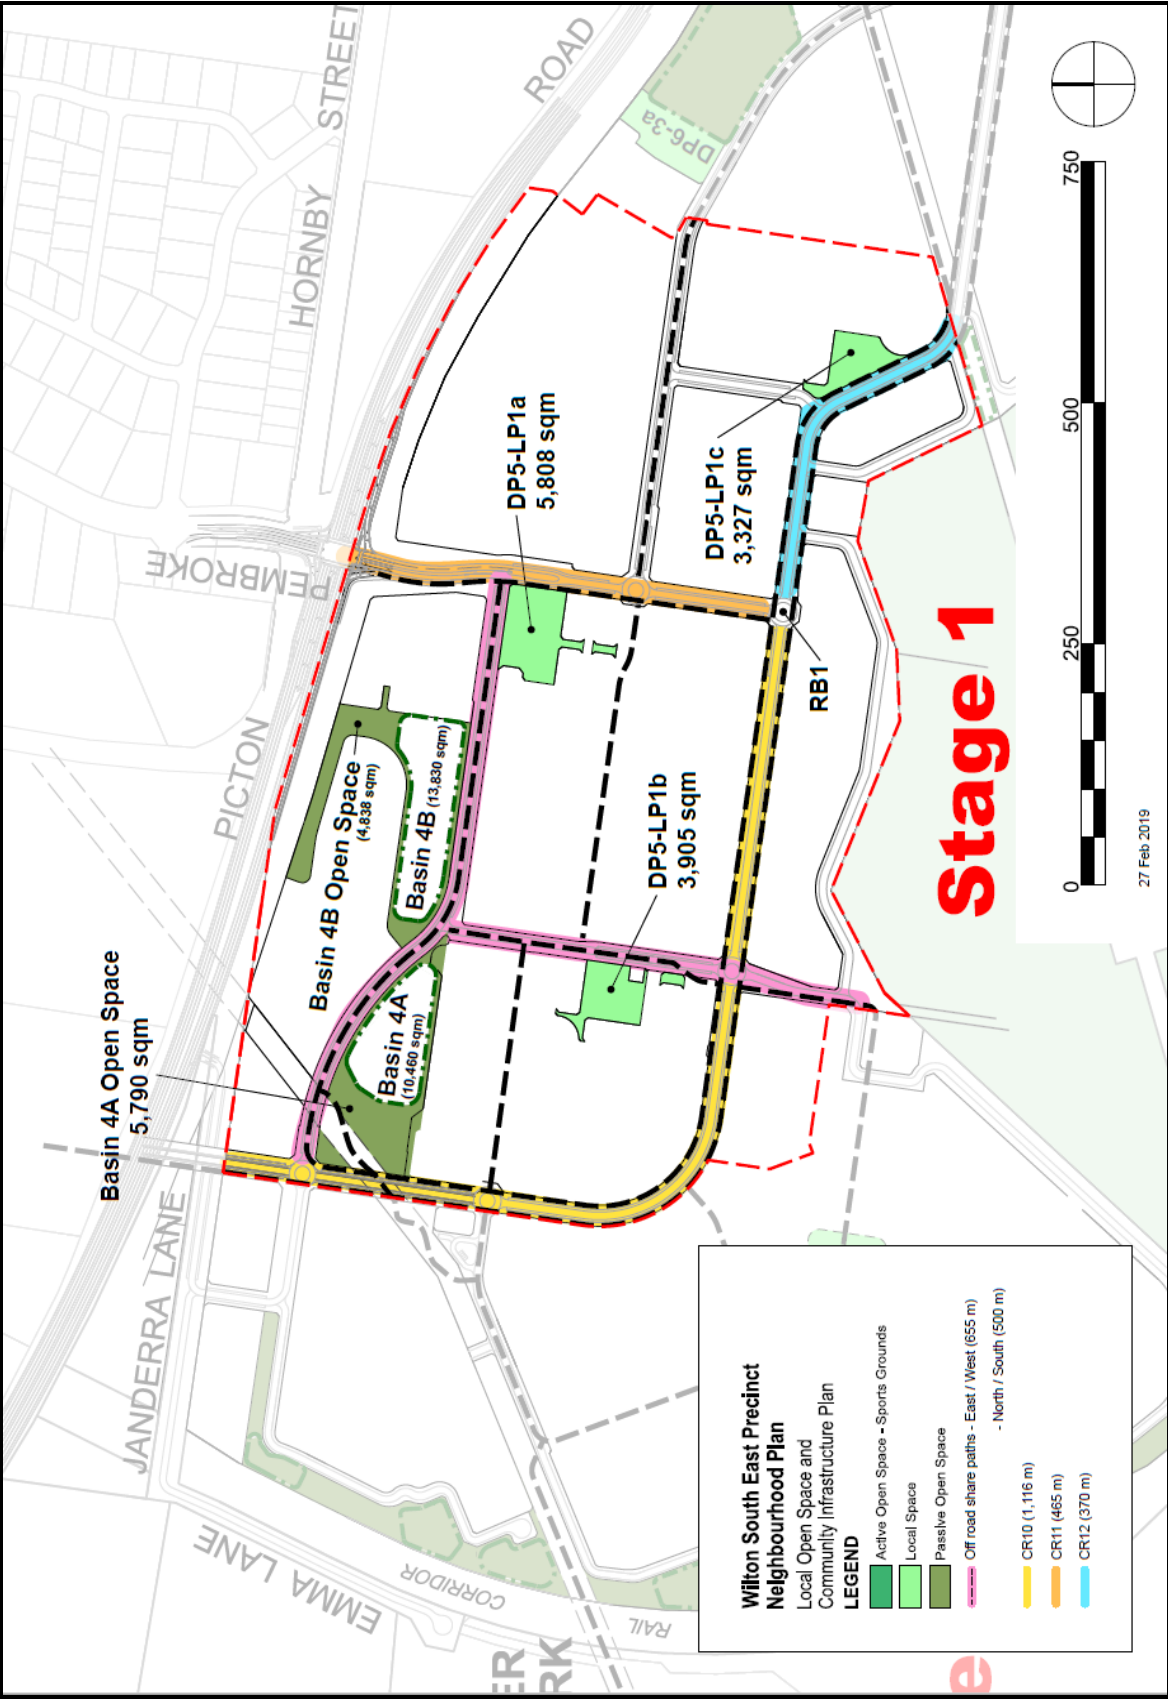 STREET
HORNBY
ROAD
DP6-3a
PEMBROKE
PICTON
DP5-LP1a
5,808 sqm
DP5-LP1c
3,327 sqm
RB1
DP5-LP1b
3,905 sqm
Basin 4B Open Space
(4,838 sqm)
Basin 4B (13,830 sqm)
Basin 4A
(10,460 sqm)
Basin 4A Open Space
5,790 sqm
JANDERRA LANE
EMMA LANE
RAIL
CORRIDOR
ER
RK
e
Stage 1
0
250
500
750
27 Feb 2019
Wilton South East Precinct
Neighbourhood Plan
Local Open Space and
Community Infrastructure Plan
LEGEND
Active Open Space - Sports Grounds
Local Space
Passive Open Space
Off road share paths - East / West (655 m)
- North / South (500 m)
CR10 (1,116 m)
CR11 (465 m)
CR12 (370 m)